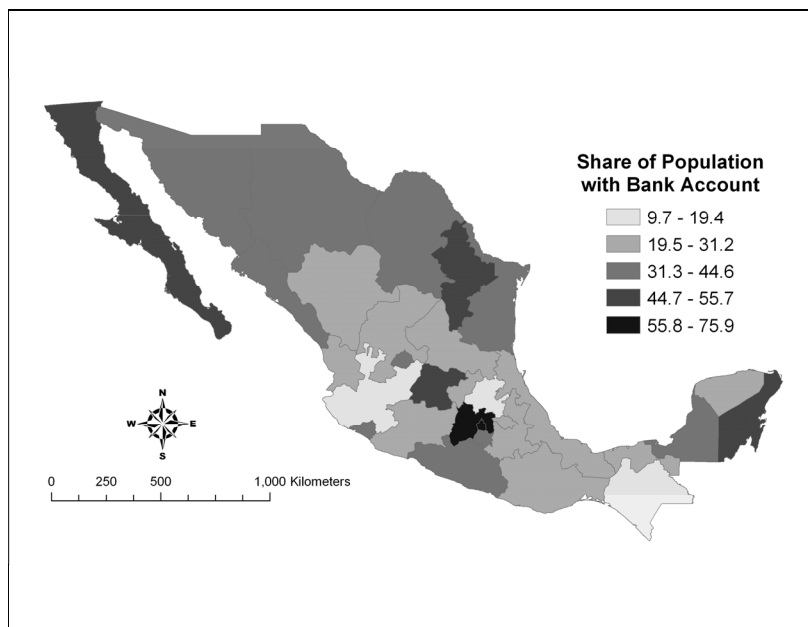 Share of Population
with Bank Account
9.7 - 19.4
19.5 - 31.2
31.3 - 44.6
44.7 - 55.7
55.8 - 75.9
N
W E
S
0 250 500 1,000 Kilometers